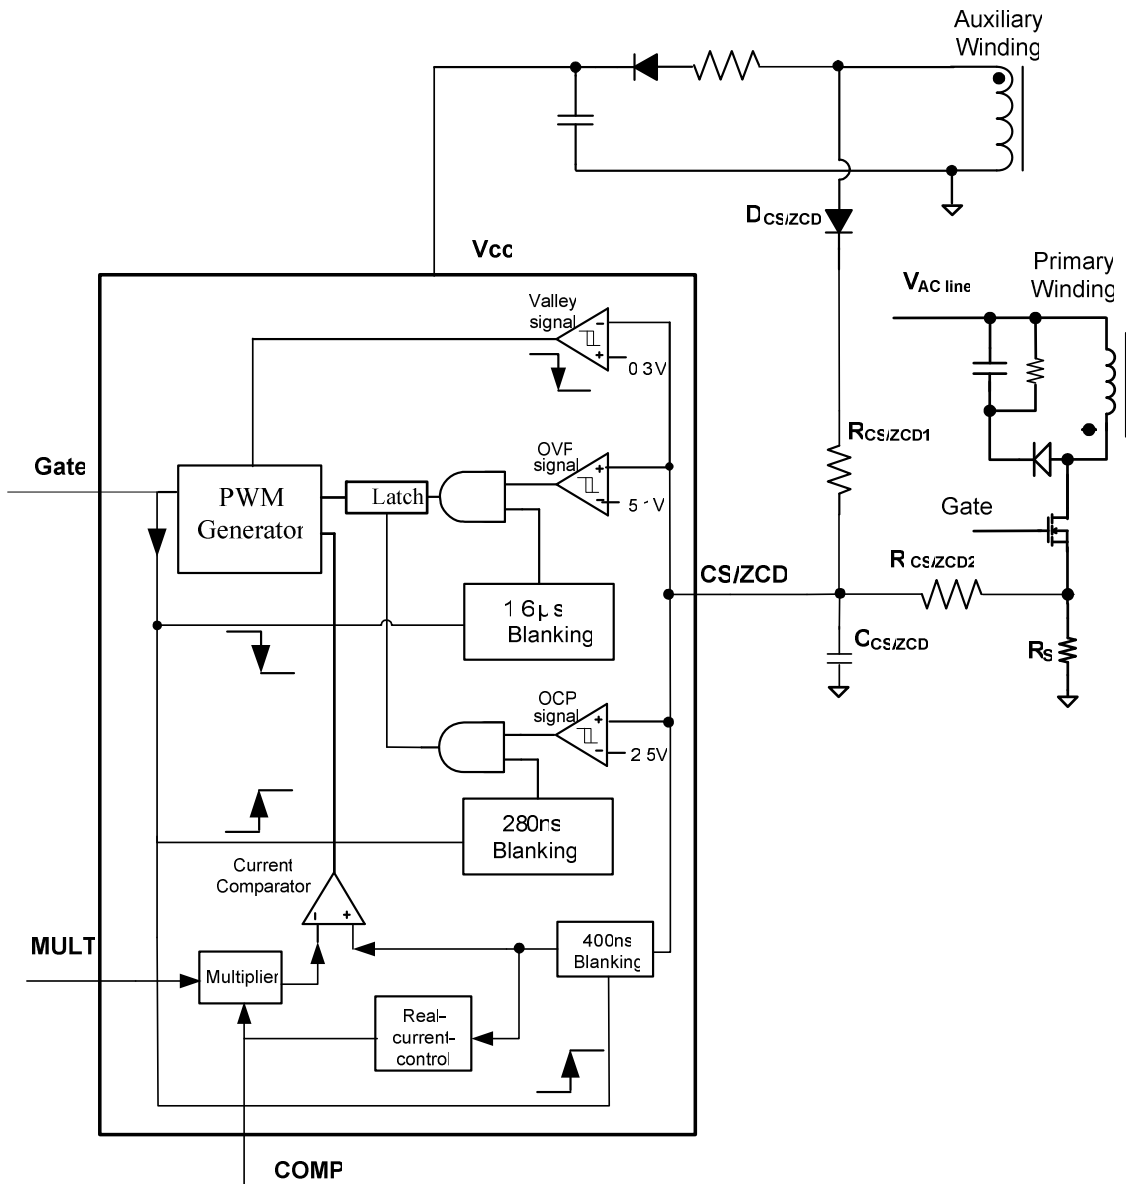 Auxiliary
Winding
D CS/ZCD
Vcc
Primary
Winding
VAC line
Valley
signal
−
+
0 3V
RCS/ZCD1
Gate
OVP
signal
+
−
PWM
Generator
Latch
Gate
CS/ZCD
R CS/ZCD2
1 6µs
Blanking
CCS/ZCD
RS
OCP
signal
+
−
2 5V
280ns
Blanking
Current
Comparator
−
+
MULT
400ns
Blanking
Multiplier
Real–
current–
control
COMP